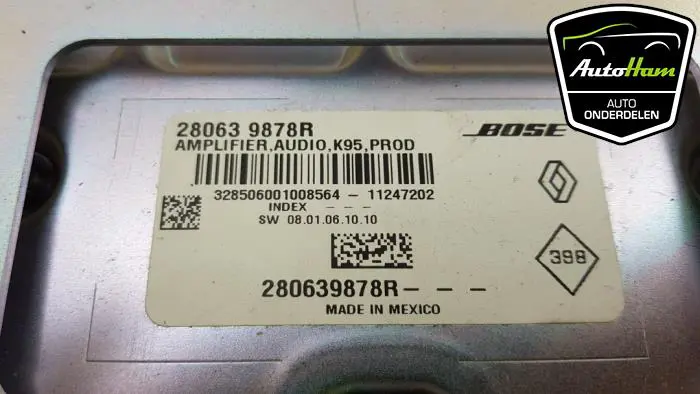 28063 9878R
BOSE
AMPLIFIER,AUDIO,K95,PROD
328506001008564 - 11247202
INDEX - - -
SW 08.01.06.10.10
398
280639878R- - -
MADE IN MEXICO
AutoHam
AUTO
ONDERDELEN